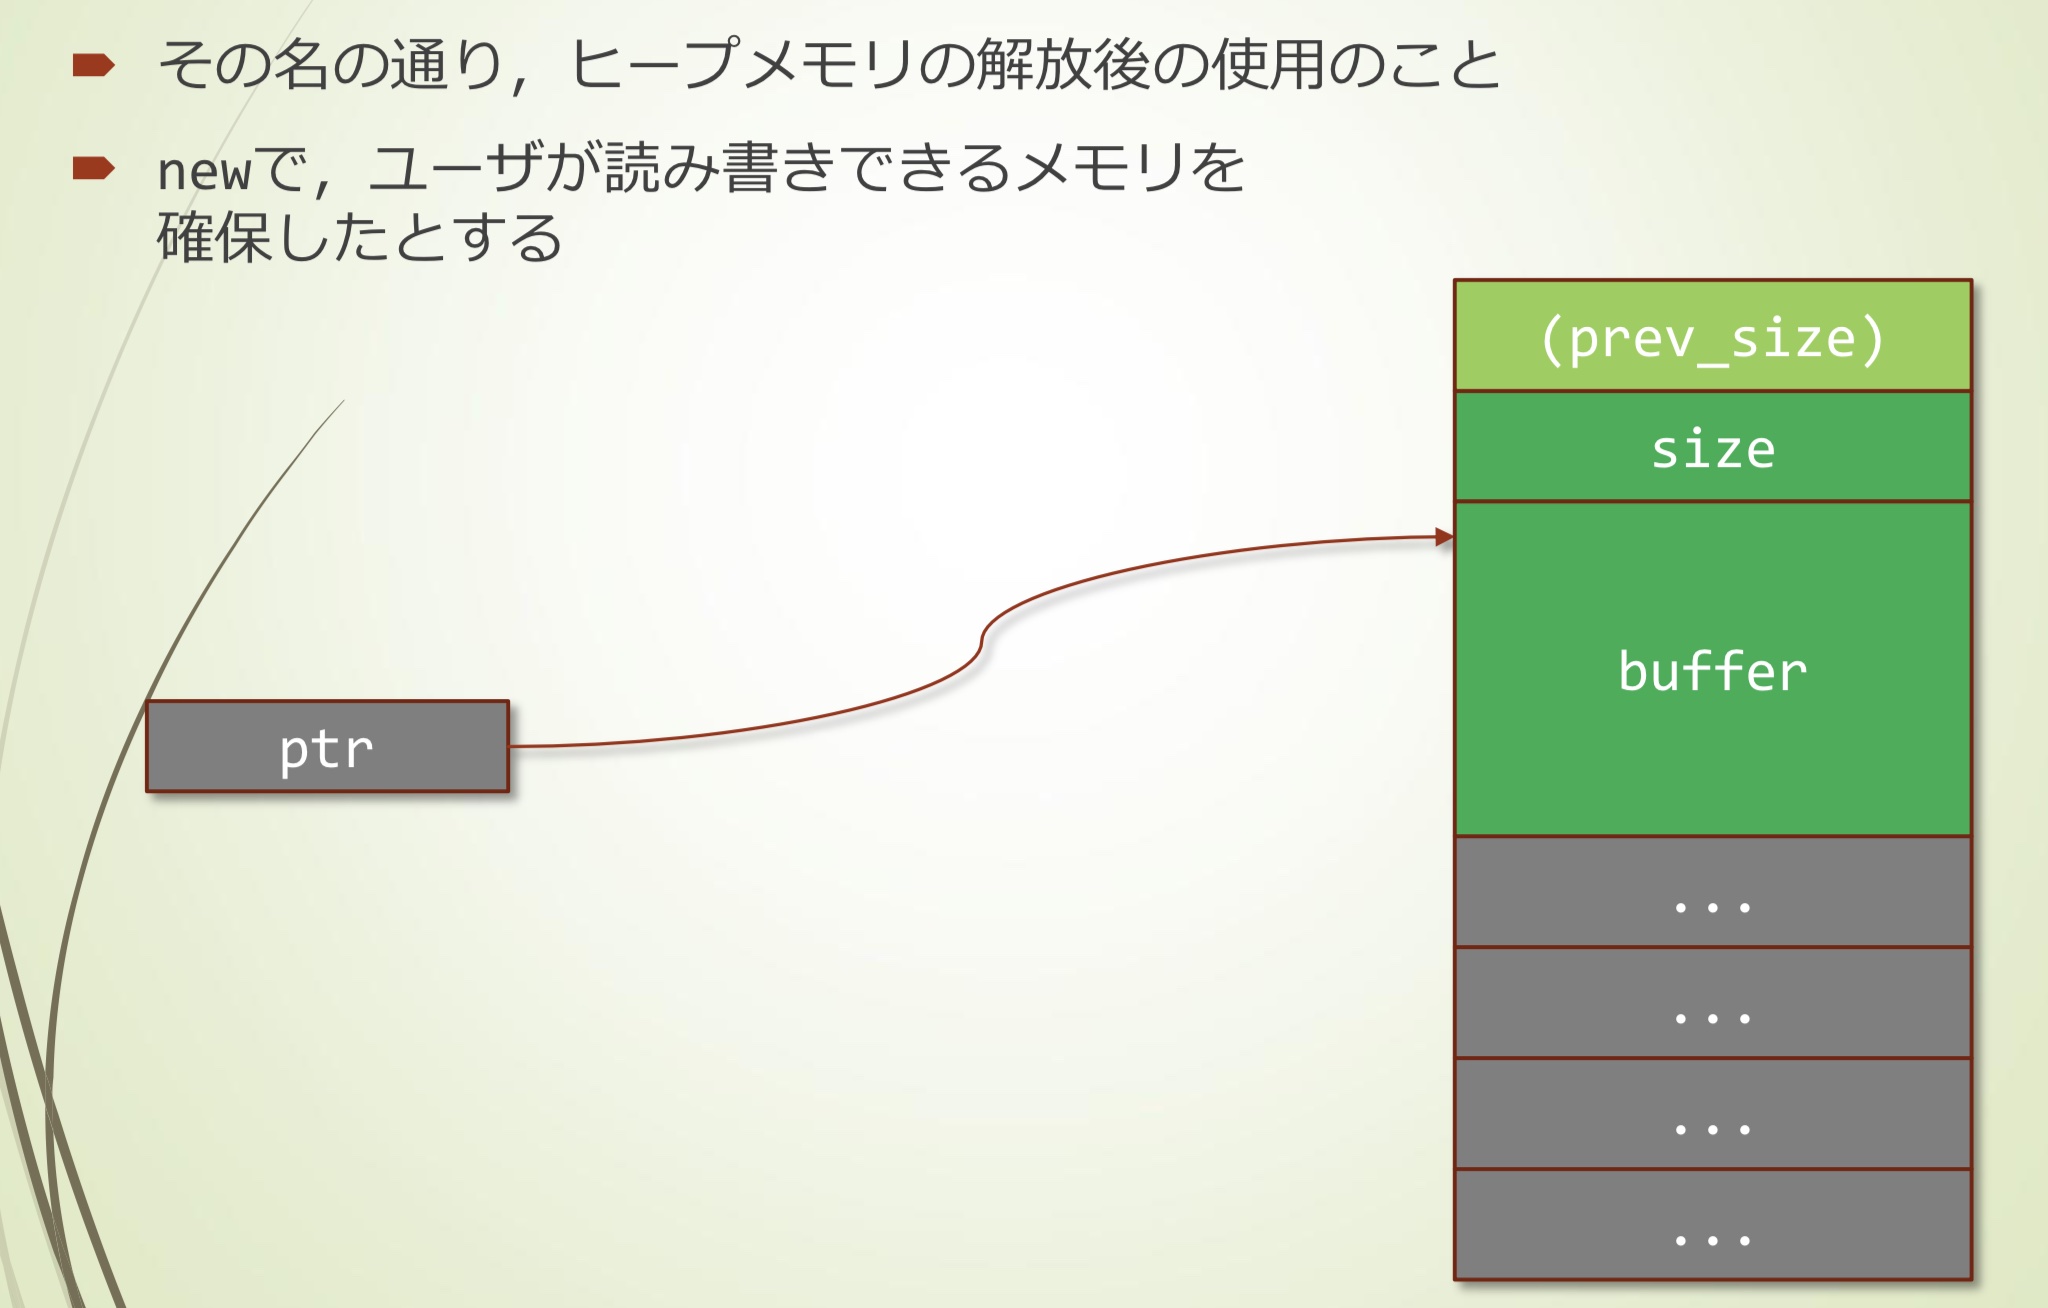 その名の通り，ヒープメモリの解放後の使用のこと
newで，ユーザが読み書きできるメモリを
確保したとする
(prev_size)
size
buffer
ptr
...
...
...
...